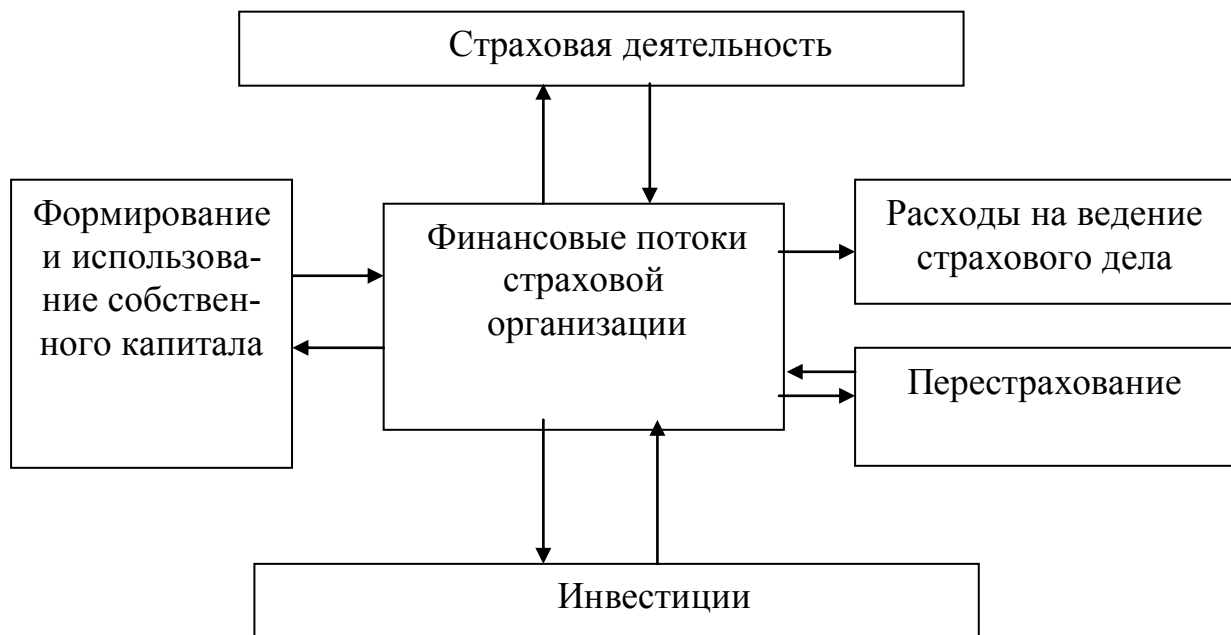 Страховая деятельность
Формирование
и использова-
ние собствен-
ного капитала
Финансовые потоки
страховой
организации
Расходы на ведение
страхового дела
Перестрахование
Инвестиции